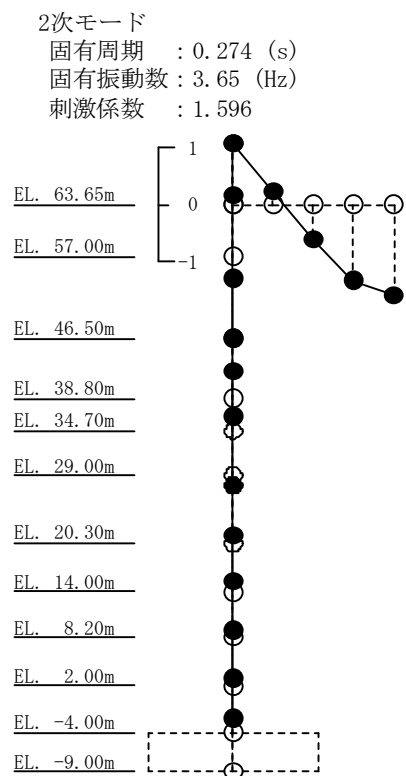 2次モード
固有周期 :0.274 (s)
固有振動数:3.65 (Hz)
刺激係数 :1.596
1
EL. 63.65m
0
EL. 57.00m
-1
EL. 46.50m
EL. 38.80m
EL. 34.70m
EL. 29.00m
EL. 20.30m
EL. 14.00m
EL. 8.20m
EL. 2.00m
EL. -4.00m
EL. -9.00m